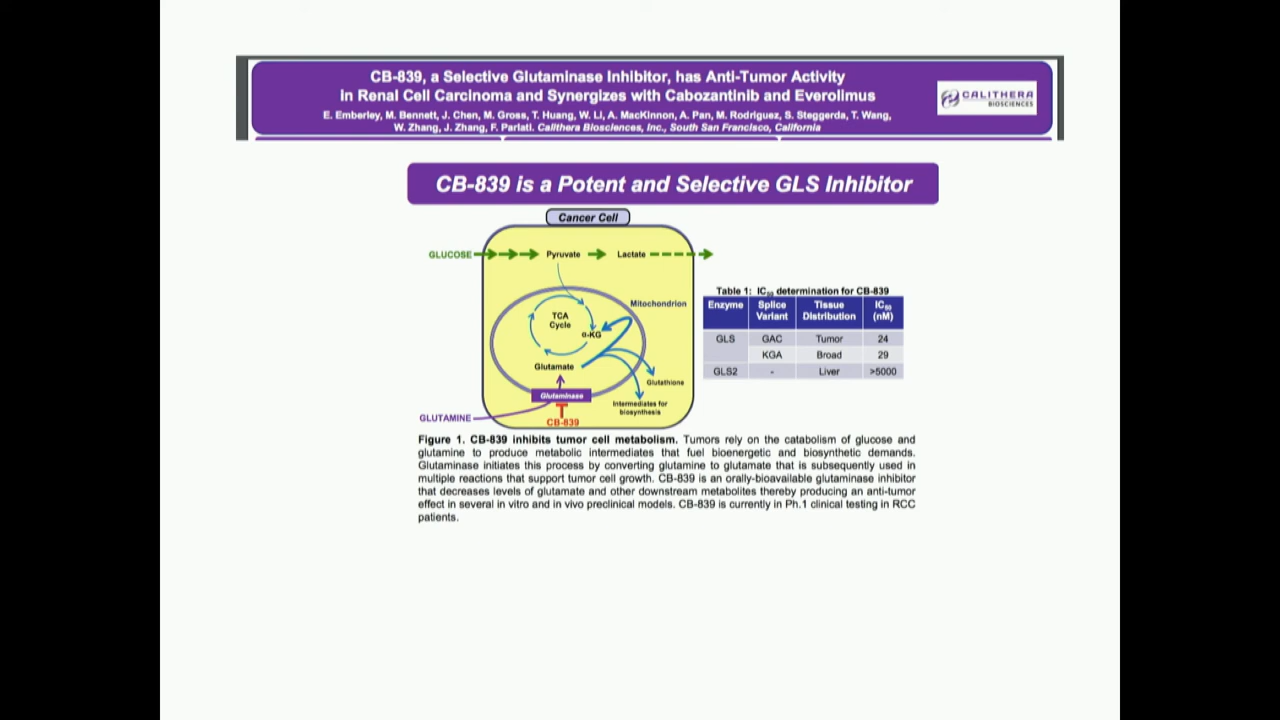 CB-839, a Selective Glutaminase Inhibitor, has Anti-Tumor Activity
in Renal Cell Carcinoma and Synergizes with Cabozantinib and Everolimus
E. Emberley, M. Bennett, J. Chen, M. Gross, T. Huang, W. Li, A. MacKinnon, A. Pan, M. Rodriguez, S. Steggerda, T. Wang,
W. Zhang, J. Zhang, F. Parlati. Calithera Biosciences, Inc., South San Francisco, California
CALITHERA
BIOSCIENCES
CB-839 is a Potent and Selective GLS Inhibitor
Cancer Cell
GLUCOSE Pyruvate Lactate
Mitochondrion
TCA
Cycle
α-KG
Glutamate
Glutathione
Glutaminase
Intermediates for
biosynthesis
GLUTAMINE
CB-839
Table 1: IC50 determination for CB-839
Enzyme Splice Variant Tissue Distribution IC50 (nM)
GLS GAC Tumor 24
KGA Broad 29
GLS2 - Liver >5000
Figure 1. CB-839 inhibits tumor cell metabolism. Tumors rely on the catabolism of glucose and
glutamine to produce metabolic intermediates that fuel bioenergetic and biosynthetic demands.
Glutaminase initiates this process by converting glutamine to glutamate that is subsequently used in
multiple reactions that support tumor cell growth. CB-839 is an orally-bioavailable glutaminase inhibitor
that decreases levels of glutamate and other downstream metabolites thereby producing an anti-tumor
effect in several in vitro and in vivo preclinical models. CB-839 is currently in Ph.1 clinical testing in RCC
patients.